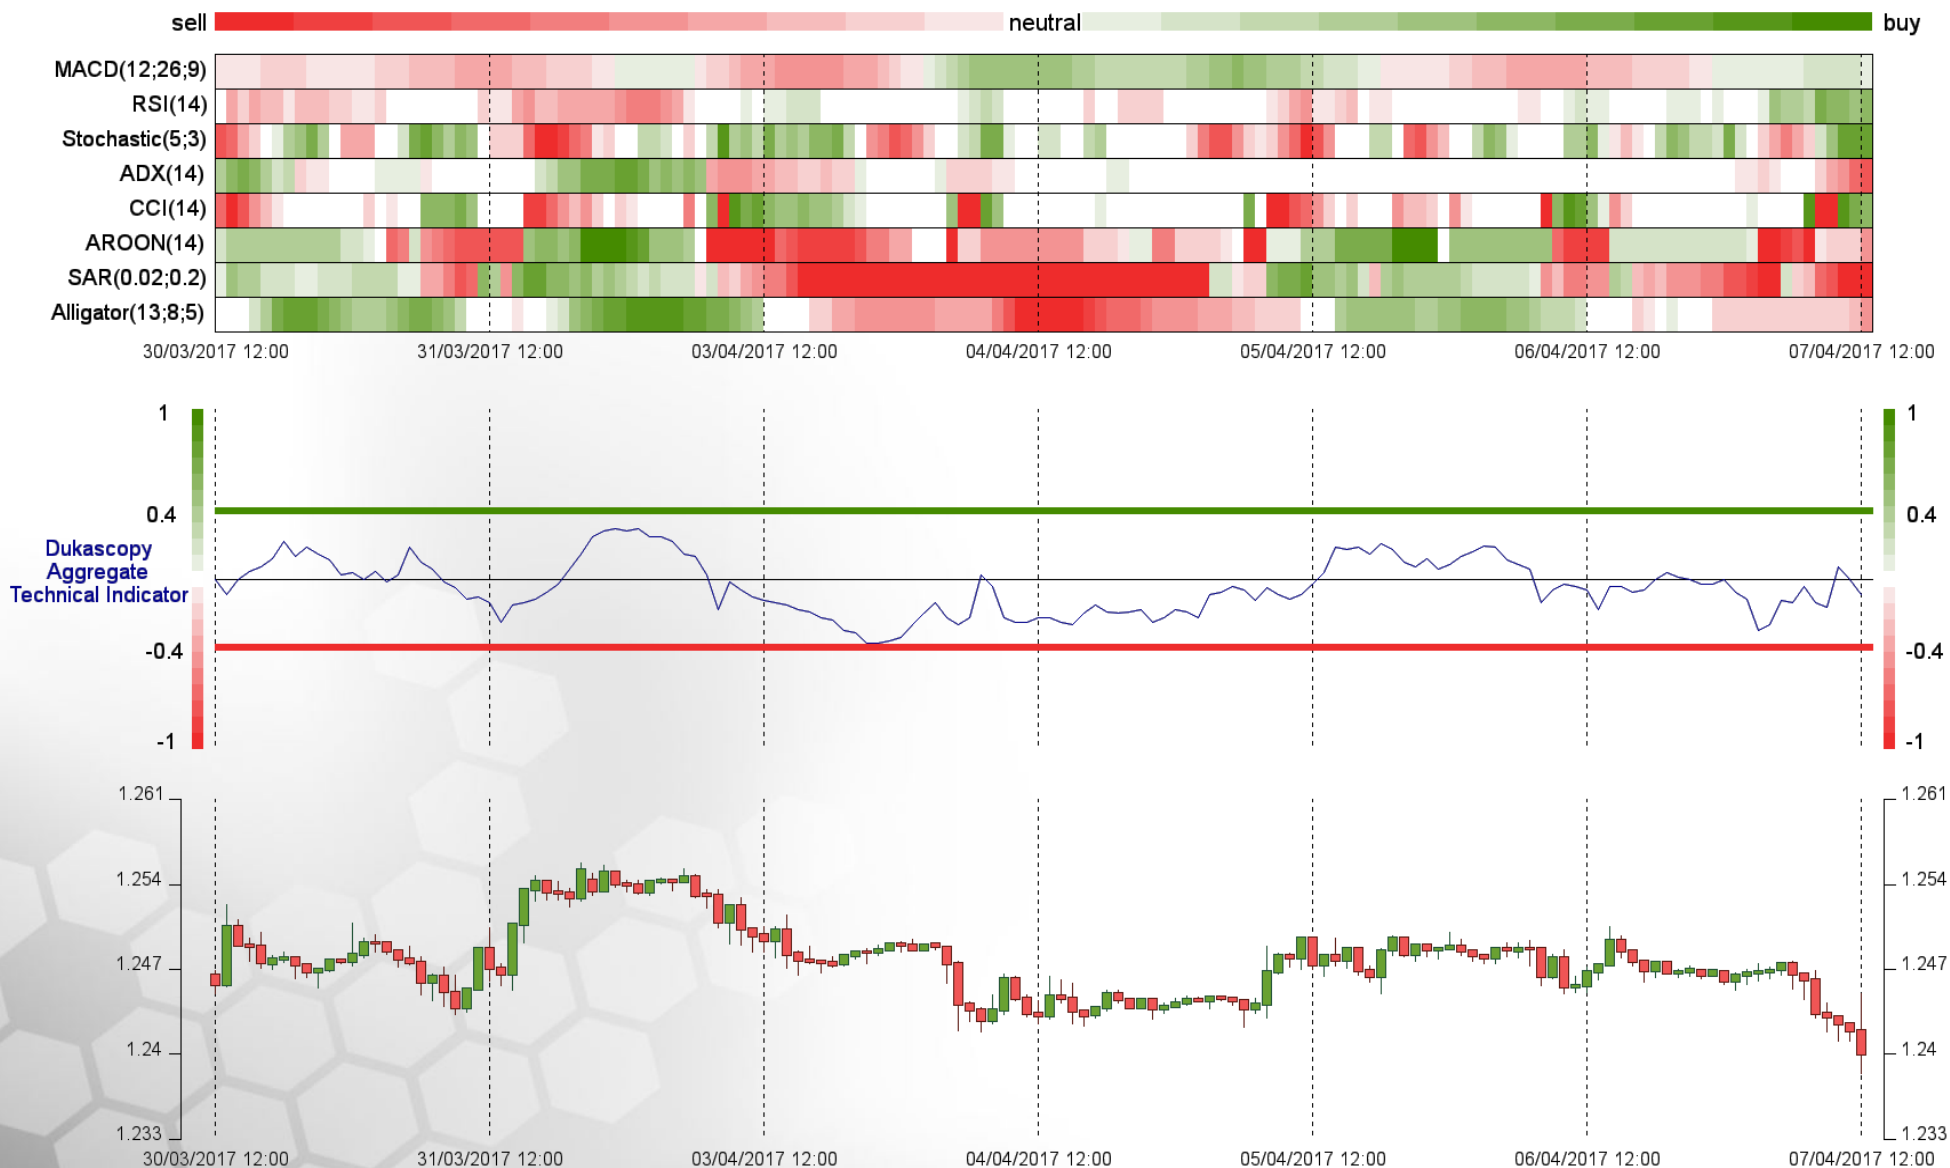 sell neutral buy
MACD(12;26;9)
RSI(14)
Stochastic(5;3)
ADX(14)
CCI(14)
AROON(14)
SAR(0.02;0.2)
Alligator(13;8;5)
30/03/2017 12:00 31/03/2017 12:00 03/04/2017 12:00 04/04/2017 12:00 05/04/2017 12:00 06/04/2017 12:00 07/04/2017 12:00
1 1
0.4 0.4
Dukascopy
Aggregate
Technical Indicator
-0.4 -0.4
-1 -1
1.261 1.261
1.254 1.254
1.247 1.247
1.24 1.24
1.233 1.233
30/03/2017 12:00 31/03/2017 12:00 03/04/2017 12:00 04/04/2017 12:00 05/04/2017 12:00 06/04/2017 12:00 07/04/2017 12:00